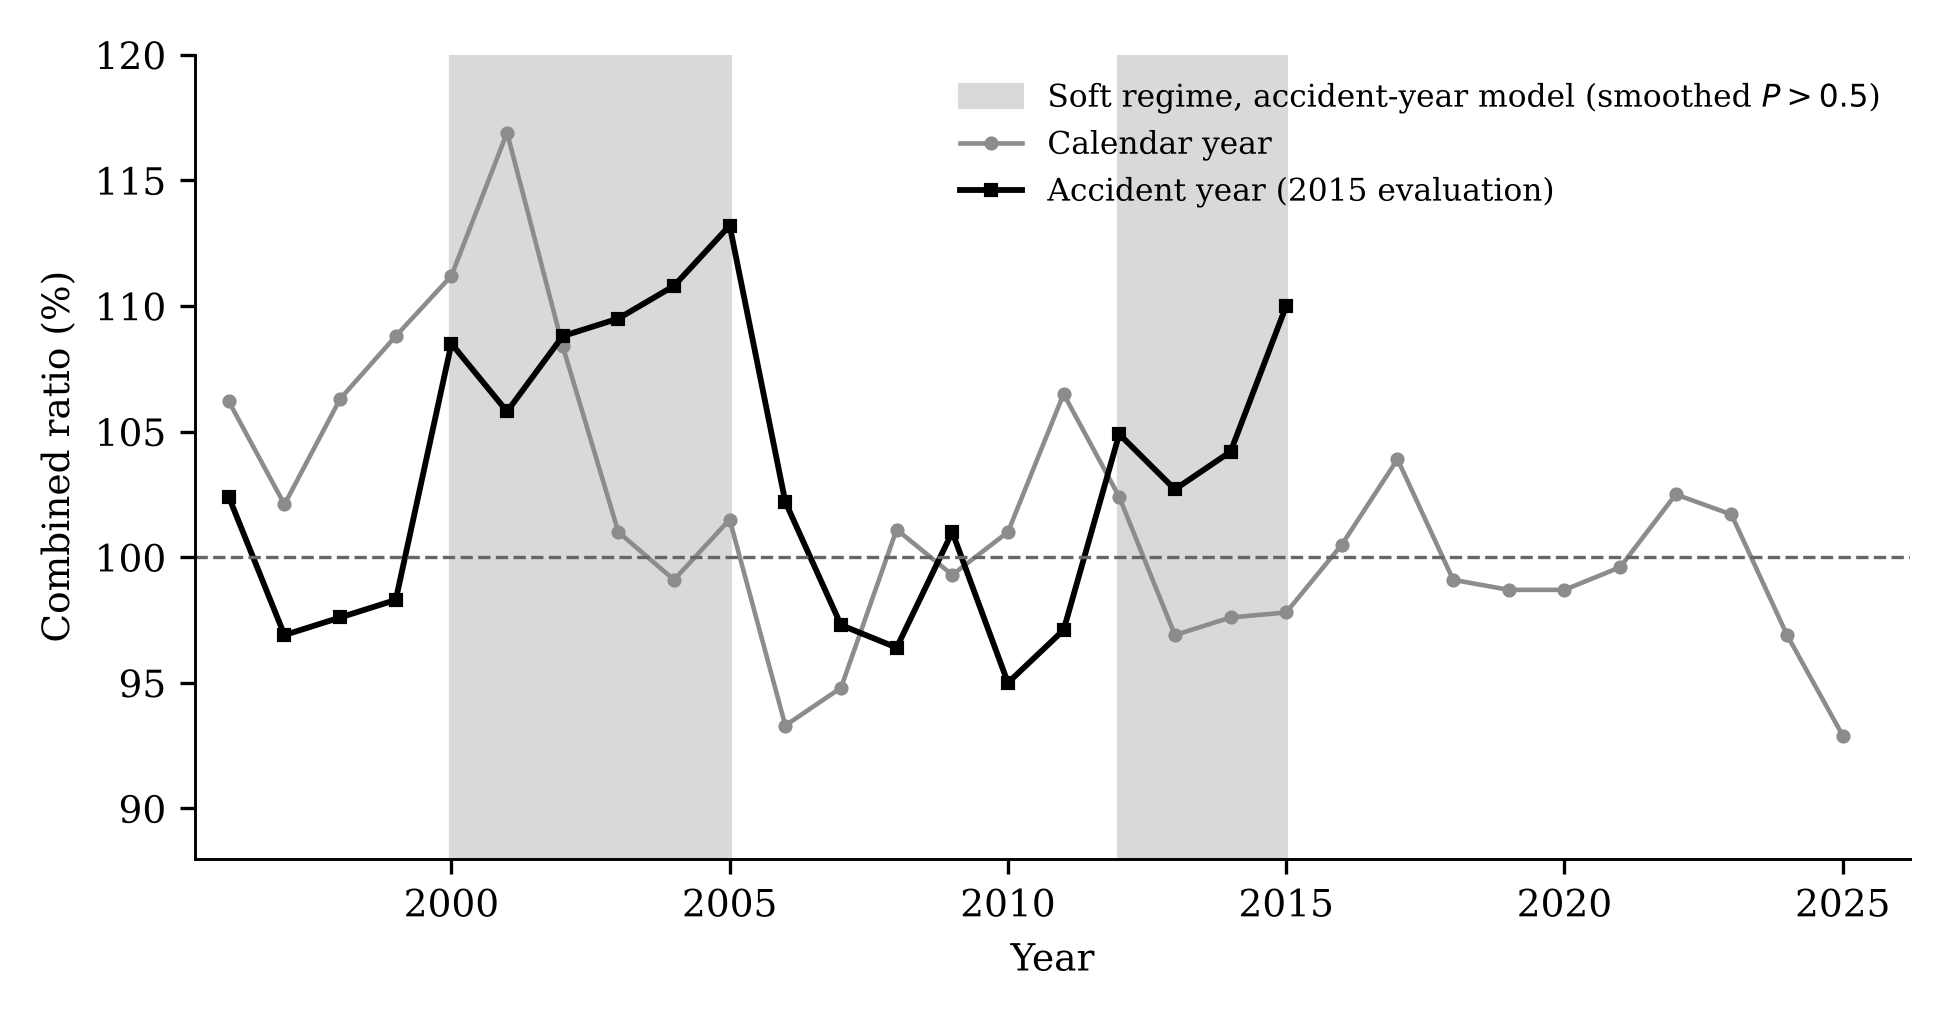 120
115
110
105
100
95
90
Combined ratio (%)
Soft regime, accident-year model (smoothed P > 0.5)
Calendar year
Accident year (2015 evaluation)
2000 2005 2010 2015 2020 2025
Year